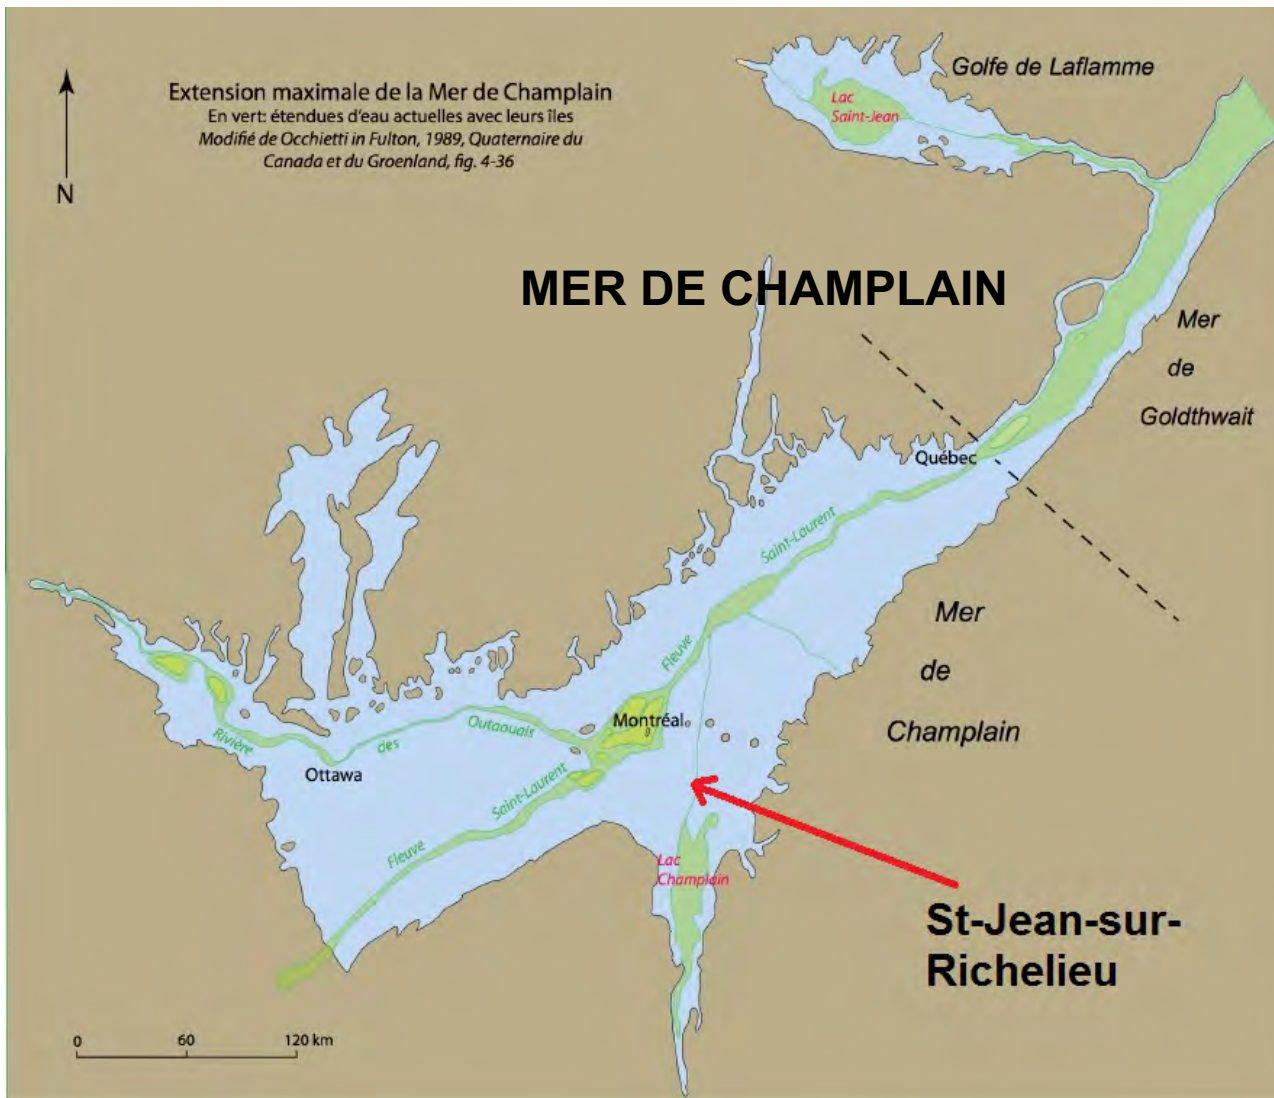 Extension maximale de la Mer de Champlain
En vert: étendues d'eau actuelles avec leurs îles
Modifié de Occhietti in Fulton, 1989, Quaternaire du
Canada et du Groenland, fig. 4-36
N
Golfe de Laflamme
Lac
Saint-Jean
MER DE CHAMPLAIN
Mer
de
Goldthwait
Québec
Fleuve Saint-Laurent
Mer
de
Champlain
Montréal
Rivière des Outaouais
Ottawa
Fleuve Saint-Laurent
Lac
Champlain
St-Jean-sur-
Richelieu
0 60 120 km